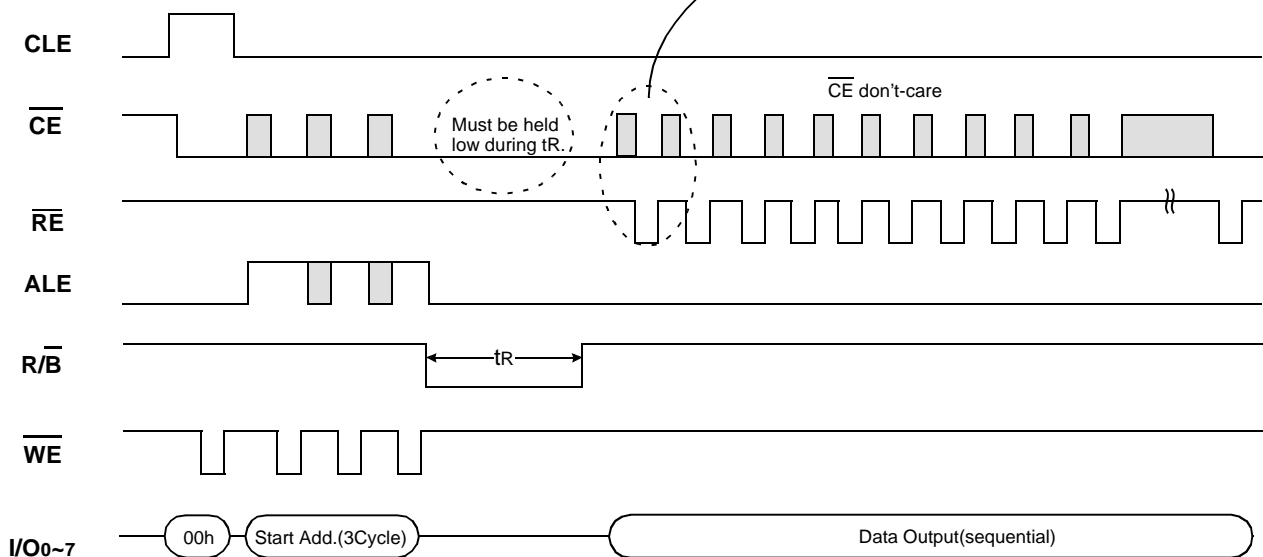 CLE
CE don't-care
CE
Must be held
low during tR.
RE
ALE
R/B
tR
WE
I/O0~7
00h
Start Add.(3Cycle)
Data Output(sequential)